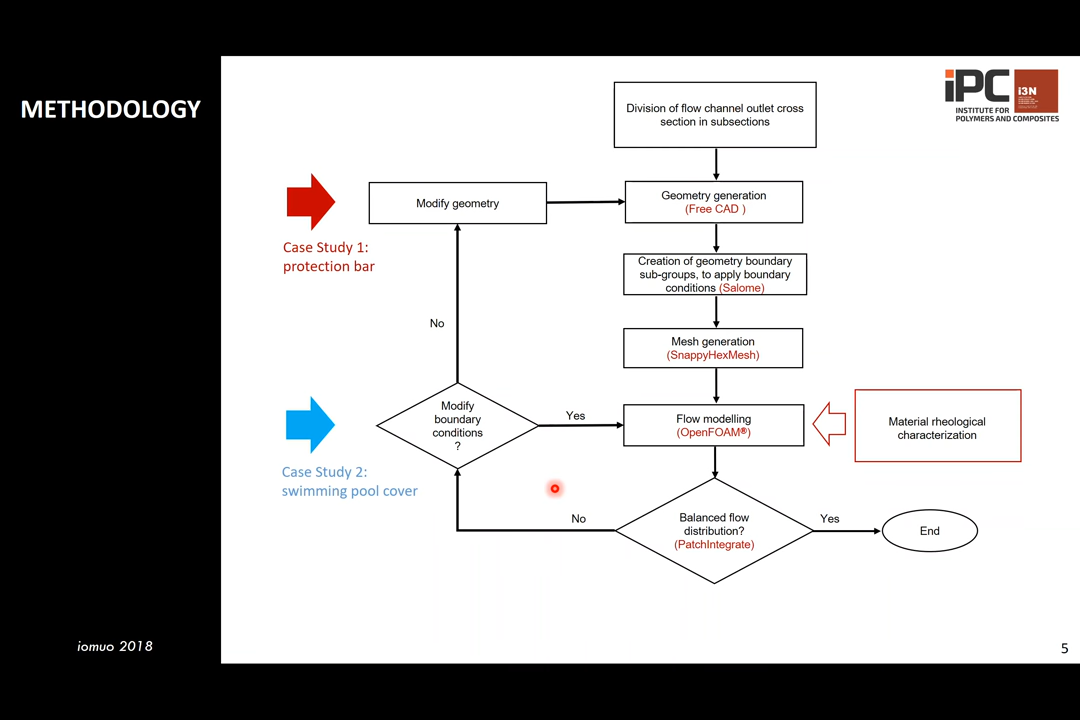 METHODOLOGY
iPC
i3N
INSTITUTE FOR
POLYMERS AND COMPOSITES
Division of flow channel outlet cross
section in subsections
Modify geometry
Geometry generation
(Free CAD )
Case Study 1:
protection bar
Creation of geometry boundary
sub-groups, to apply boundary
conditions (Salome)
No
Mesh generation
(SnappyHexMesh)
Modify
boundary
conditions
?
Yes
Flow modelling
(OpenFOAM®)
Material rheological
characterization
Case Study 2:
swimming pool cover
No
Balanced flow
distribution?
(PatchIntegrate)
Yes
End
iomuo 2018
5